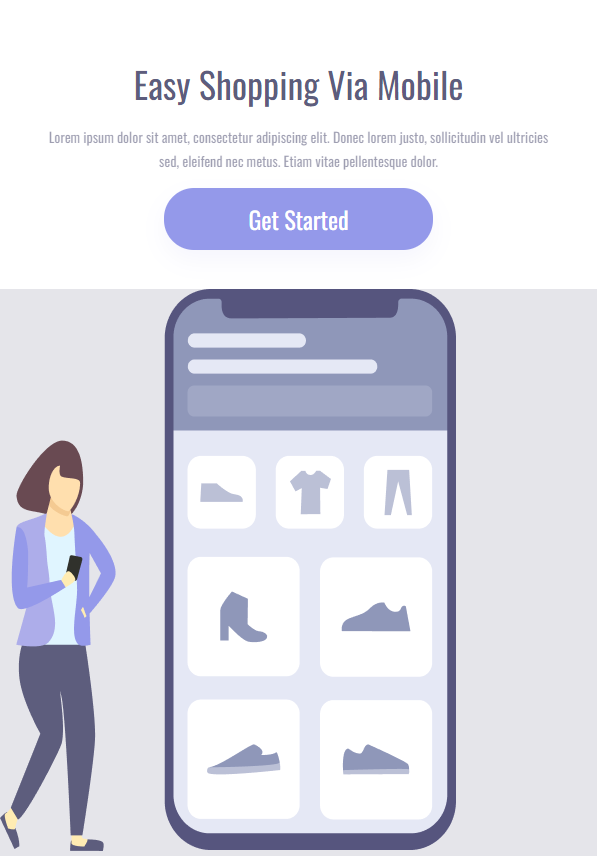 Easy Shopping Via Mobile
Lorem ipsum dolor sit amet, consectetur adipiscing elit. Donec lorem justo, sollicitudin vel ultricies
sed, eleifend nec metus. Etiam vitae pellentesque dolor.
Get Started